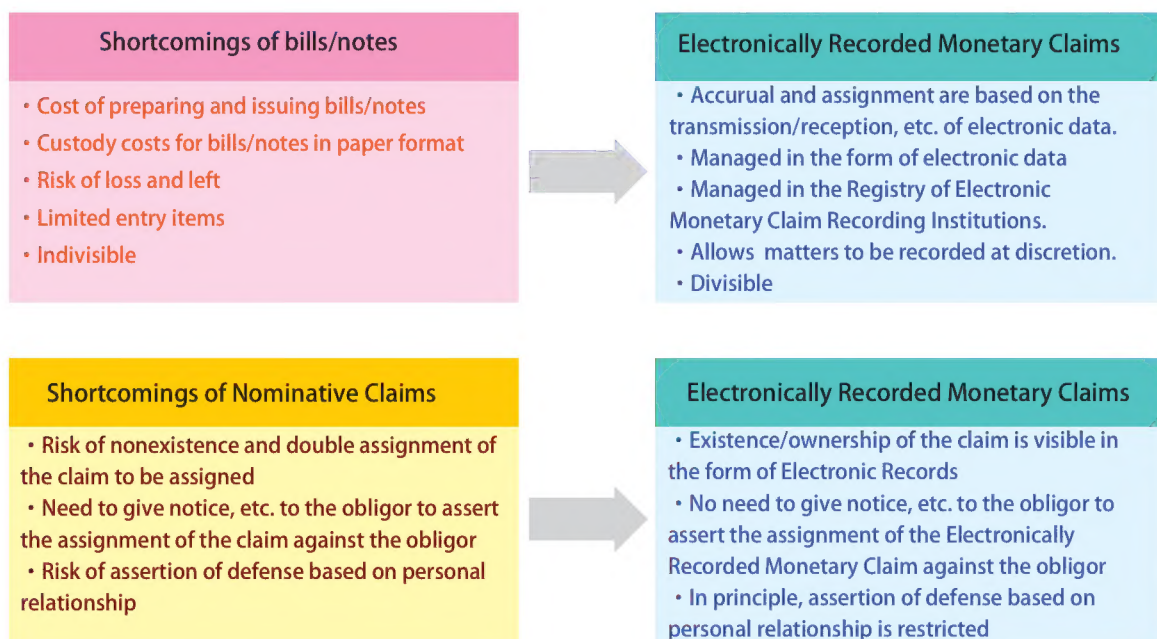 Shortcomings of bills/notes
・Cost of preparing and issuing bills/notes
・Custody costs for bills/notes in paper format
・Risk of loss and left
・Limited entry items
・Indivisible
Electronically Recorded Monetary Claims
・Accurual and assignment are based on the
transmission/reception, etc. of electronic data.
・Managed in the form of electronic data
・Managed in the Registry of Electronic
Monetary Claim Recording Institutions.
・Allows matters to be recorded at discretion.
・Divisible
Shortcomings of Nominative Claims
・Risk of nonexistence and double assignment of
the claim to be assigned
・Need to give notice, etc. to the obligor to assert
the assignment of the claim against the obligor
・Risk of assertion of defense based on personal
relationship
Electronically Recorded Monetary Claims
・Existence/ownership of the claim is visible in
the form of Electronic Records
・No need to give notice, etc. to the obligor to
assert the assignment of the Electronically
Recorded Monetary Claim against the obligor
・In principle, assertion of defense based on
personal relationship is restricted